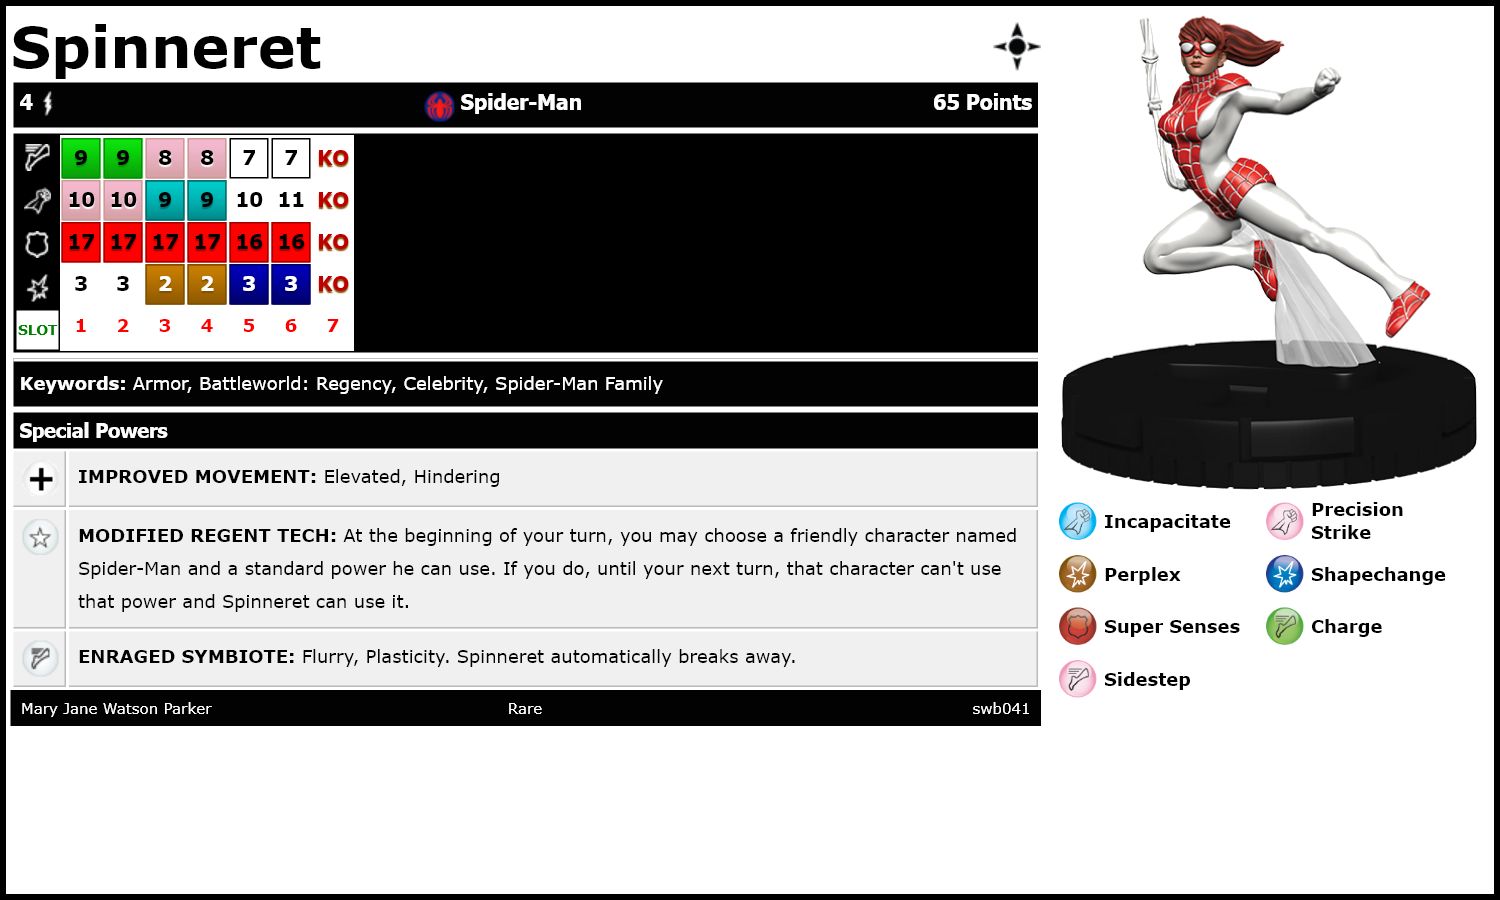 Spinneret
4 Spider-Man 65 Points
9 9 8 8 7 7 KO
10 10 9 9 10 11 KO
17 17 17 17 16 16 KO
3 3 2 2 3 3 KO
SLOT 1 2 3 4 5 6 7
Keywords: Armor, Battleworld: Regency, Celebrity, Spider-Man Family
Special Powers
IMPROVED MOVEMENT: Elevated, Hindering
MODIFIED REGENT TECH: At the beginning of your turn, you may choose a friendly character named
Spider-Man and a standard power he can use. If you do, until your next turn, that character can't use
that power and Spinneret can use it.
ENRAGED SYMBIOTE: Flurry, Plasticity. Spinneret automatically breaks away.
Mary Jane Watson Parker Rare swb041
Incapacitate
Precision
Strike
Perplex
Shapechange
Super Senses
Charge
Sidestep